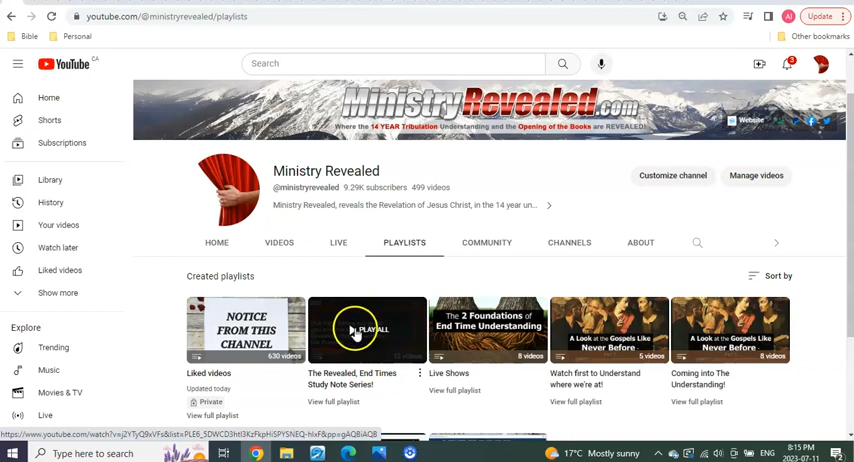 youtube.com/@ministryrevealed/playlists
Update
Bible
Personal
Other bookmarks
YouTube CA
Search
3
MinistryRevealed.com
Where the 14 YEAR Tribulation Understanding and the Opening of the Books are REVEALED!
Website
Home
Shorts
Subscriptions
Library
History
Your videos
Watch later
Liked videos
Show more
Explore
Trending
Music
Movies & TV
Live
Ministry Revealed
@ministryrevealed 9.29K subscribers 499 videos
Ministry Revealed, reveals the Revelation of Jesus Christ, in the 14 year un...
Customize channel
Manage videos
HOME
VIDEOS
LIVE
PLAYLISTS
COMMUNITY
CHANNELS
ABOUT
Created playlists
Sort by
NOTICE
FROM THIS
CHANNEL
630 videos
Liked videos
Updated today
Private
View full playlist
PLAY ALL
12 videos
The Revealed, End Times
Study Note Series!
View full playlist
The 2 Foundations of
End Time Understanding
8 videos
Live Shows
View full playlist
A Look at the Gospels Like
Never Before
5 videos
Watch first to Understand
where we're at!
View full playlist
A Look at the Gospels Like
Never Before
8 videos
Coming into The
Understanding!
View full playlist
Type here to search
17°C Mostly sunny
ENG
8:15 PM
2023-07-11
2